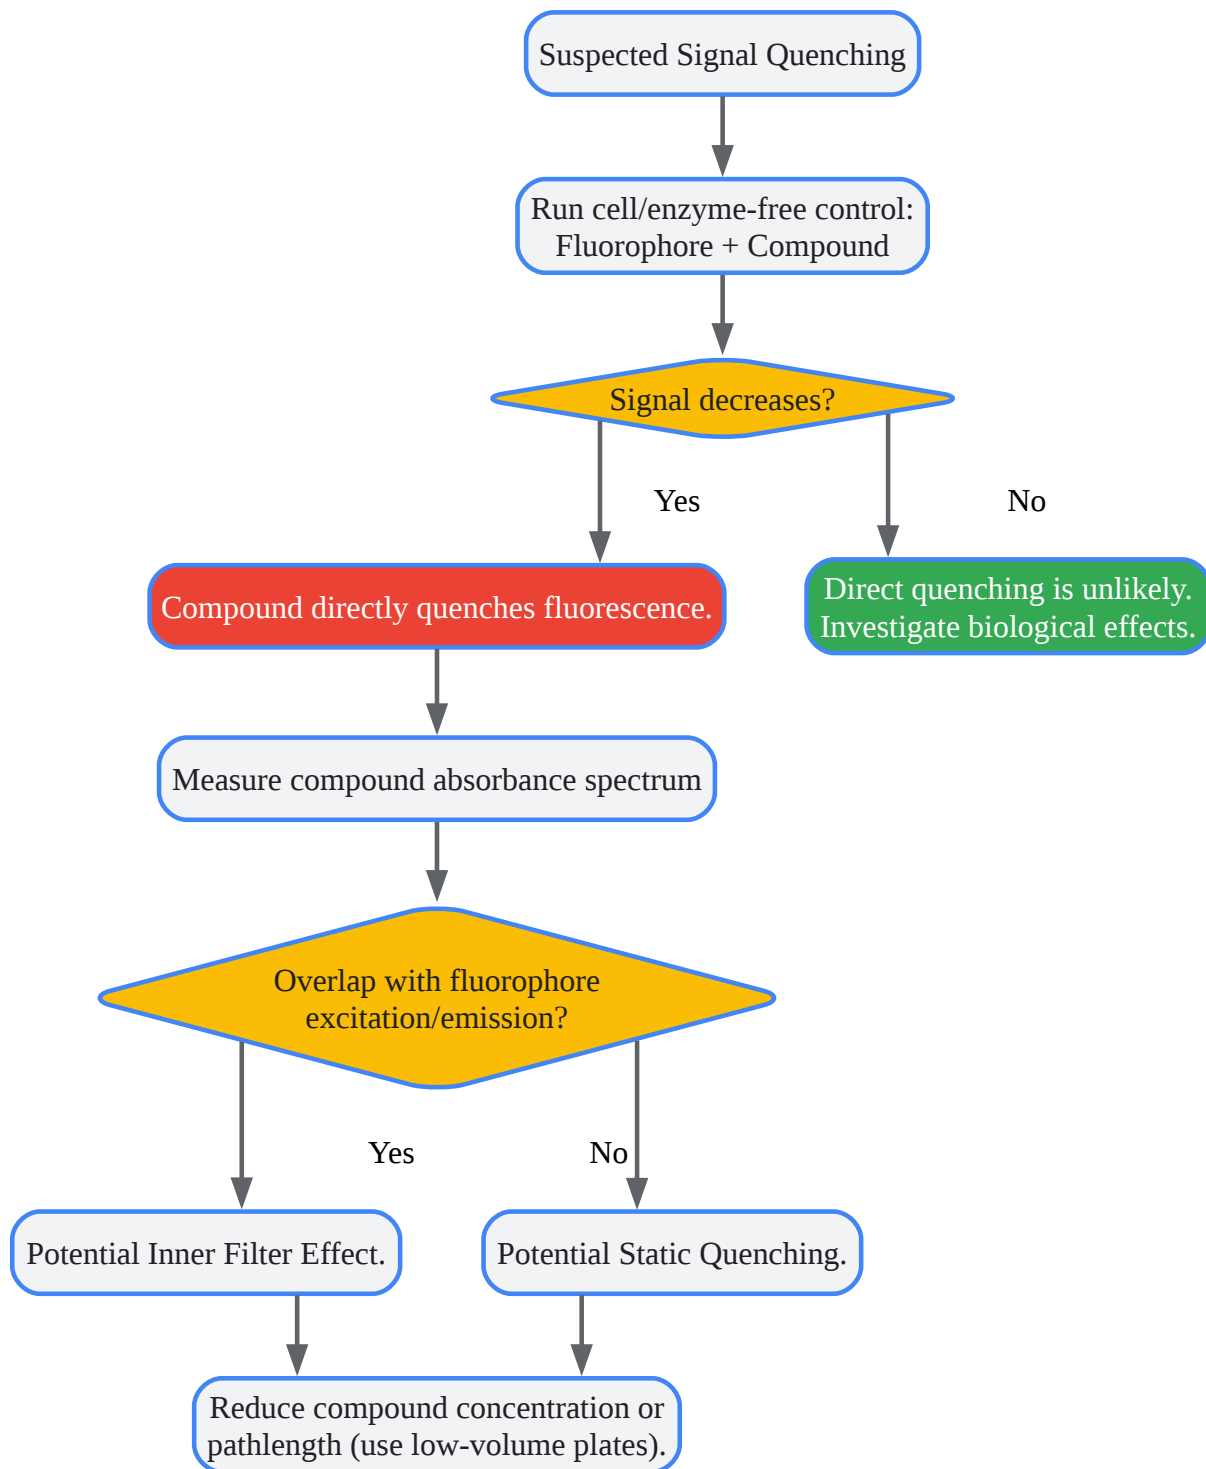 Suspected Signal Quenching
Run cell/enzyme-free control:
Fluorophore + Compound
Signal decreases?
Yes
No
Compound directly quenches fluorescence.
Direct quenching is unlikely.
Investigate biological effects.
Measure compound absorbance spectrum
Overlap with fluorophore
excitation/emission?
Yes
No
Potential Inner Filter Effect.
Potential Static Quenching.
Reduce compound concentration or
pathlength (use low-volume plates).